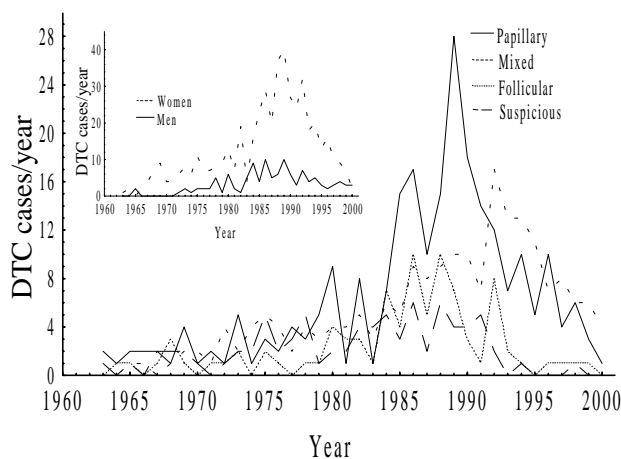 28
24
20
16
12
8
4
0
DTC cases/year
1960 1965 1970 1975 1980 1985 1990 1995 2000
Year
Papillary
Mixed
Follicular
Suspicious
40
30
20
10
0
DTC cases/year
Women
Men
1960 1965 1970 1975 1980 1985 1990 1995 2000
Year